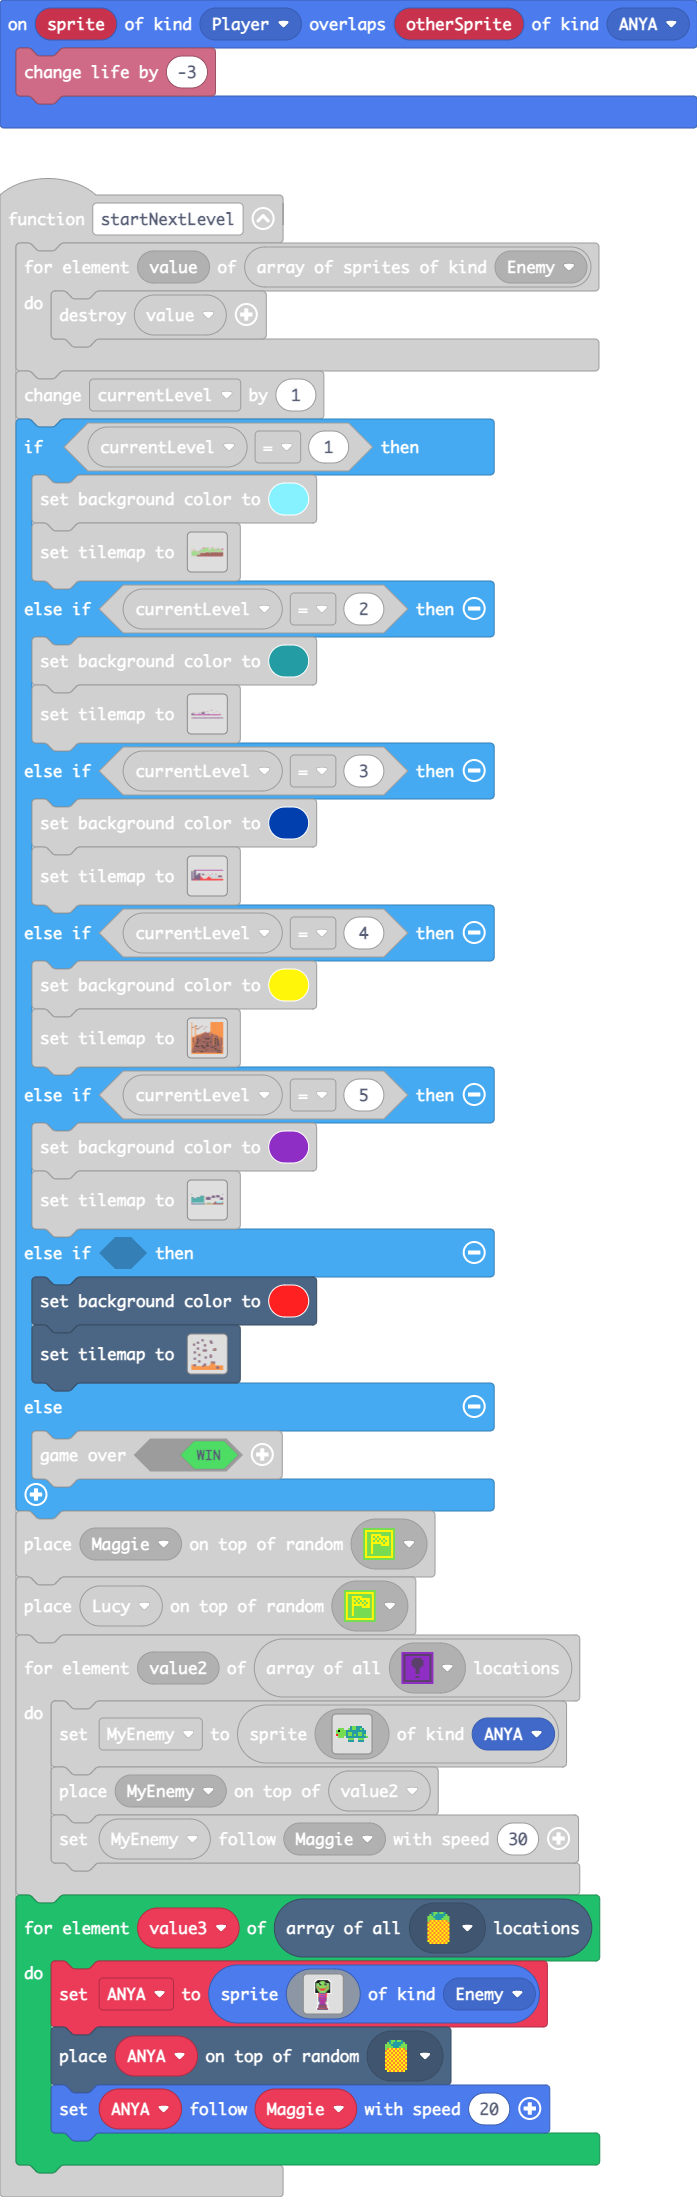 on sprite of kind Player overlaps otherSprite of kind ANYA
change life by -3
function startNextLevel
for element value of array of sprites of kind Enemy
do
destroy value
change currentLevel by 1
if currentLevel = 1 then
set background color to
set tilemap to
else if currentLevel = 2 then
set background color to
set tilemap to
else if currentLevel = 3 then
set background color to
set tilemap to
else if currentLevel = 4 then
set background color to
set tilemap to
else if currentLevel = 5 then
set background color to
set tilemap to
else if then
set background color to
set tilemap to
else
game over WIN
place Maggie on top of random
place Lucy on top of random
for element value2 of array of all locations
do
set MyEnemy to sprite of kind ANYA
place MyEnemy on top of value2
set MyEnemy follow Maggie with speed 30
for element value3 of array of all locations
do
set ANYA to sprite of kind Enemy
place ANYA on top of random
set ANYA follow Maggie with speed 20